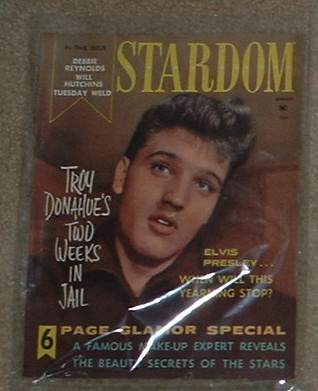 IN THIS ISSUE
DEBBIE
REYNOLDS
WILL
HUTCHINS
TUESDAY WELD
STARDOM
TROY
DONAHUE'S
TWO
WEEKS
IN
JAIL
ELVIS
PRESLEY...
WHEN WILL THIS
YEARNING STOP?
6 PAGE GLAMOR SPECIAL
A FAMOUS MAKE-UP EXPERT REVEALS
THE BEAUTY SECRETS OF THE STARS